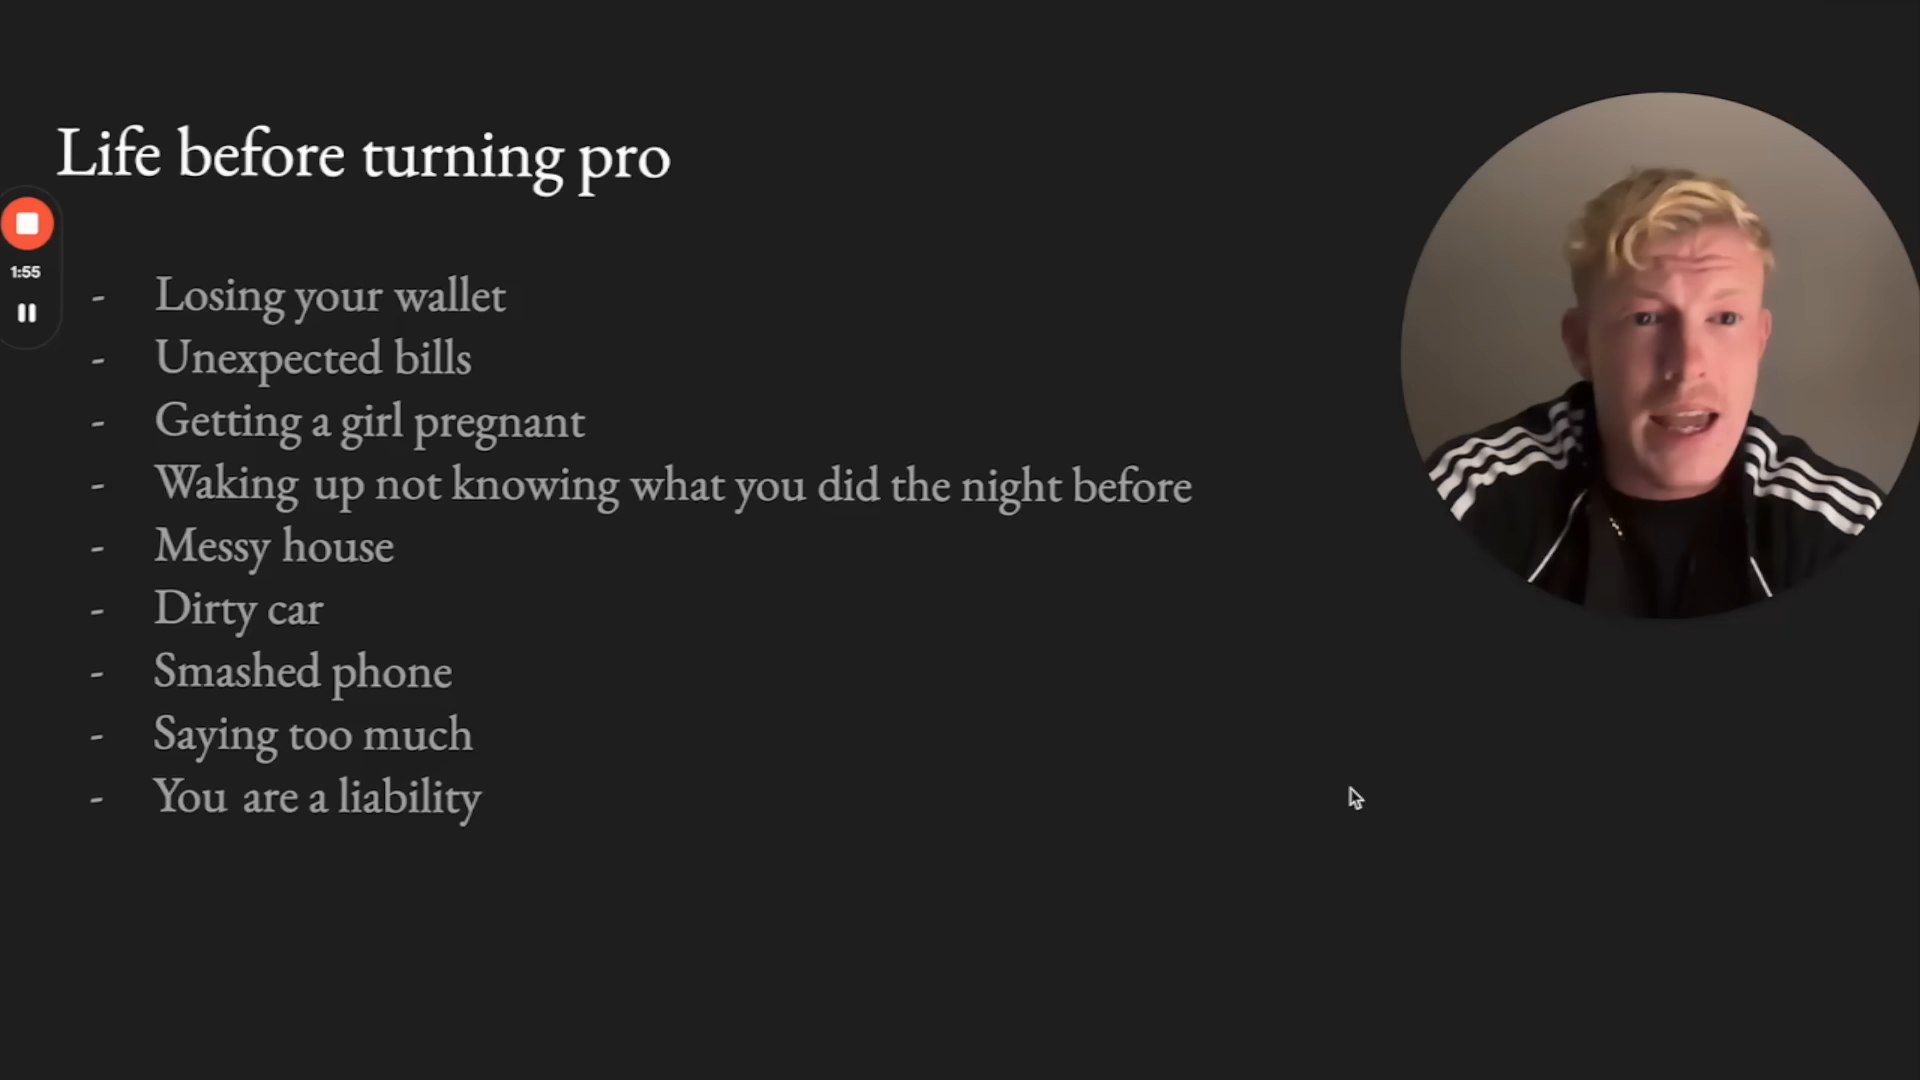 Life before turning pro
1:55
- Losing your wallet
- Unexpected bills
- Getting a girl pregnant
- Waking up not knowing what you did the night before
- Messy house
- Dirty car
- Smashed phone
- Saying too much
- You are a liability